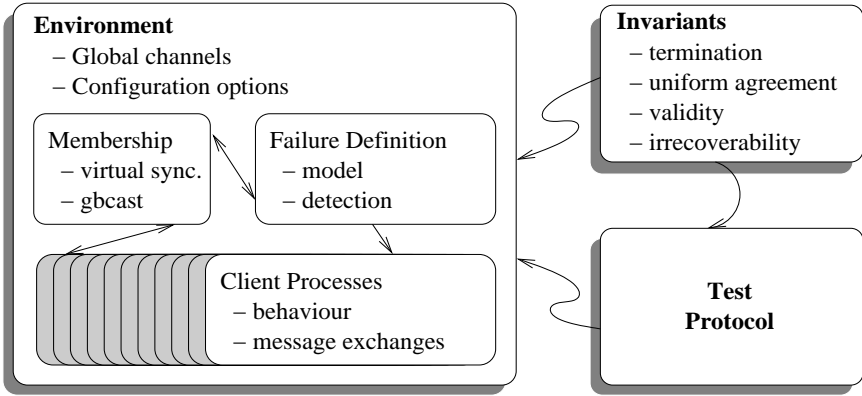 Environment
– Global channels
– Configuration options
Membership
– virtual sync.
– gbcast
Failure Definition
– model
– detection
Client Processes
– behaviour
– message exchanges
Invariants
– termination
– uniform agreement
– validity
– irrecoverability
Test
Protocol